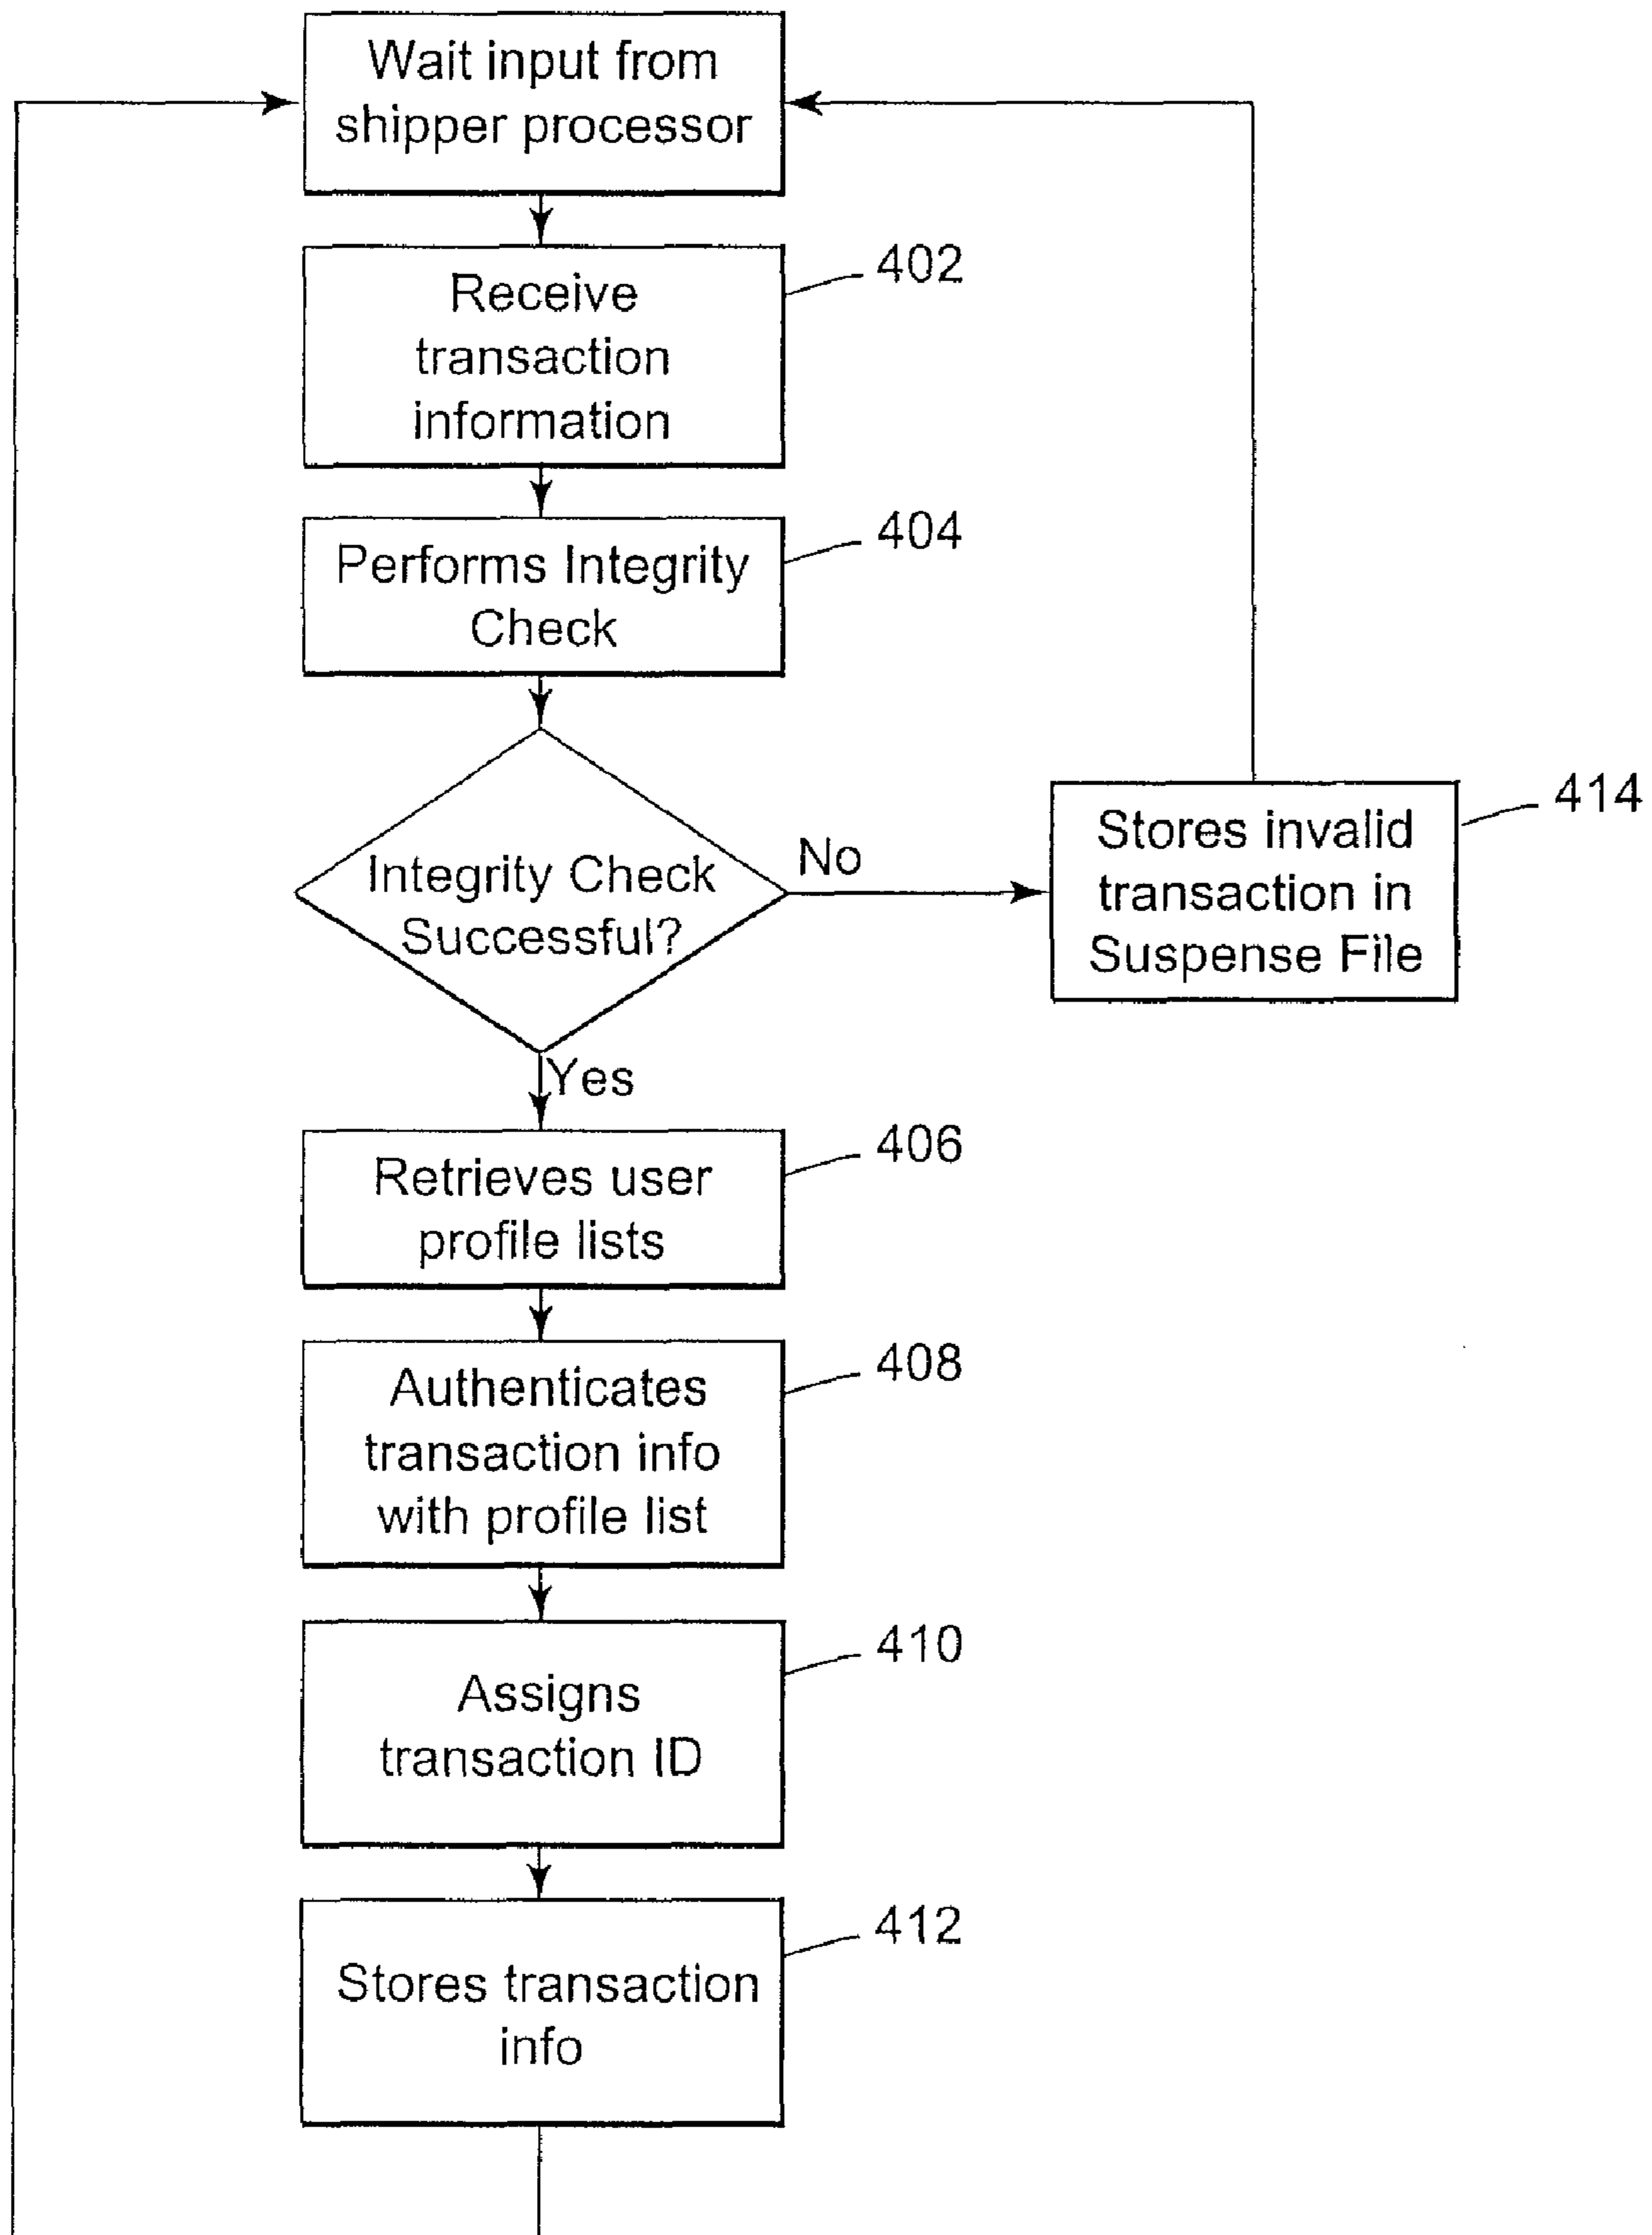 Wait input from
shipper processor
402
Receive
transaction
information
404
Performs Integrity
Check
414
Stores invalid
transaction in
Suspense File
No
Integrity Check
Successful?
Yes
406
Retrieves user
profile lists
408
Authenticates
transaction info
with profile list
410
Assigns
transaction ID
412
Stores transaction
info